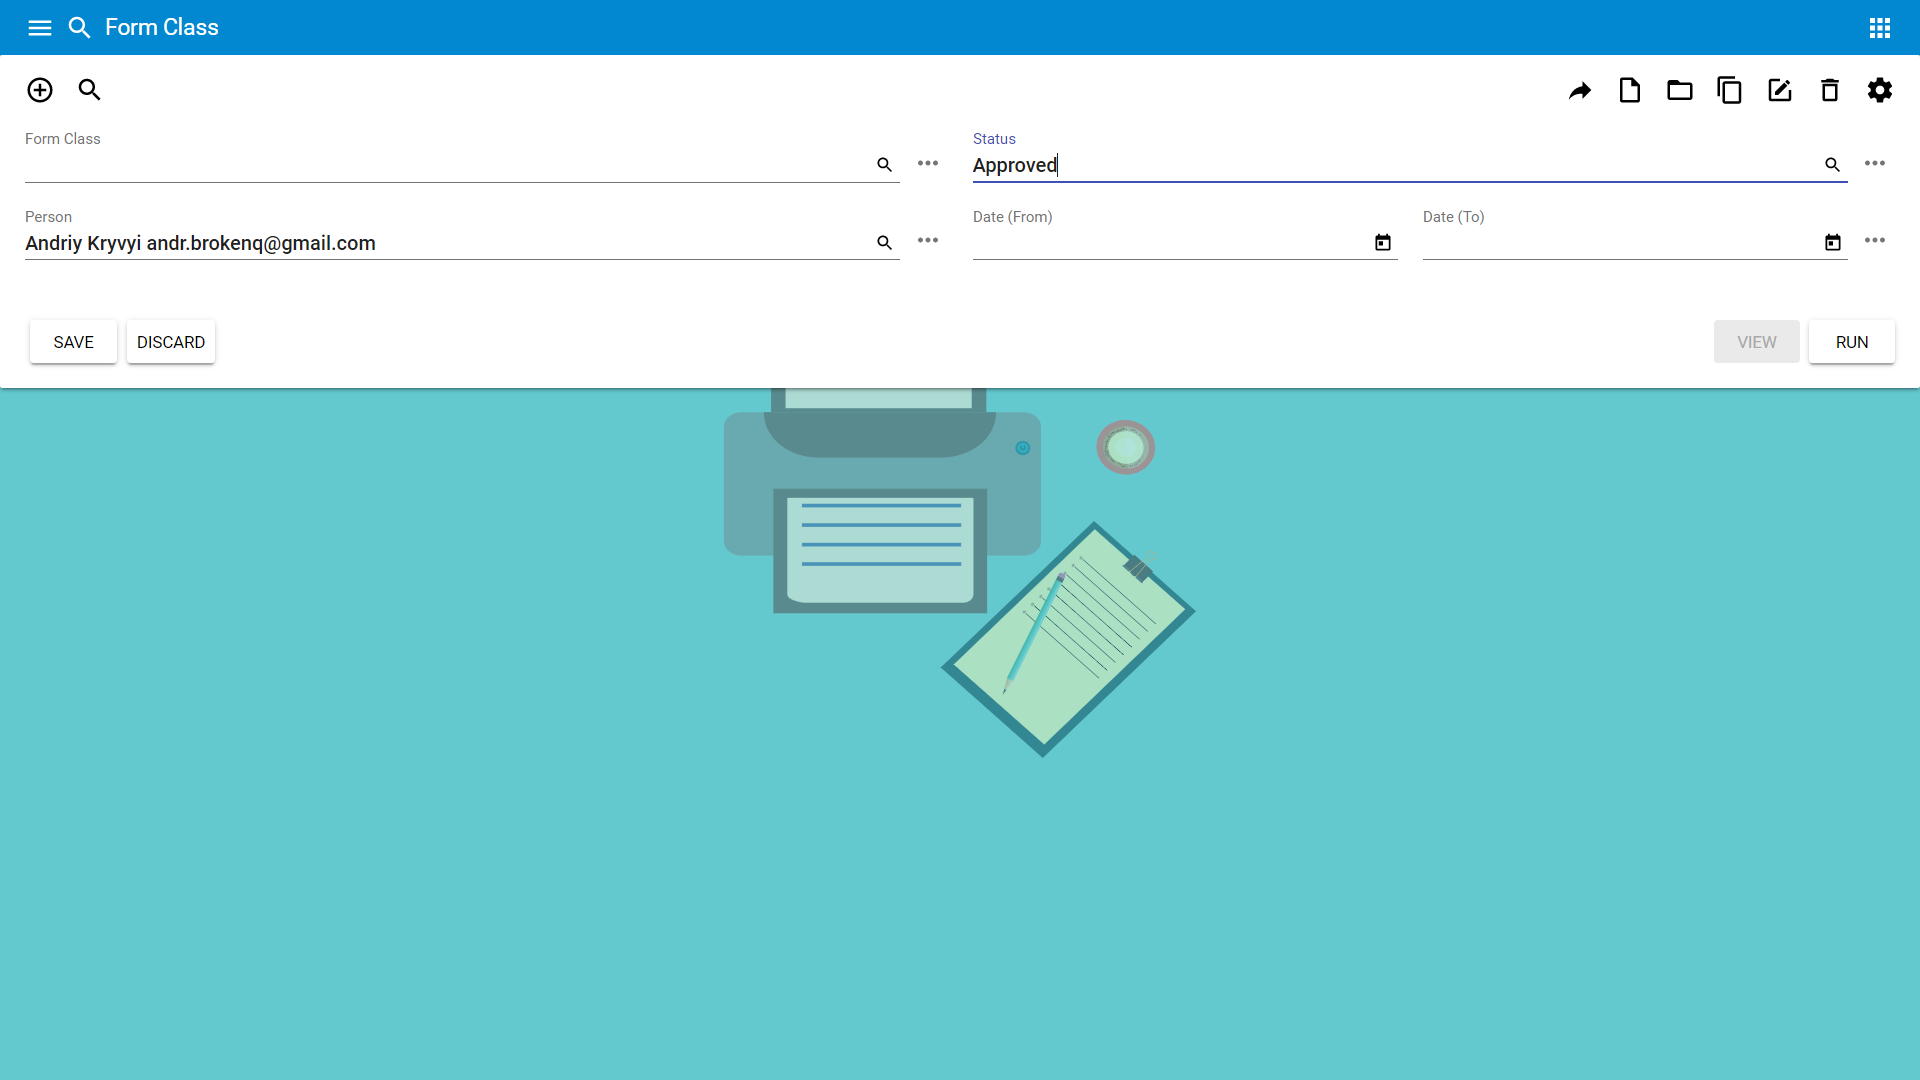 Form Class
Form Class
Status
Approved
Person
Andriy Kryvyi andr.brokenq@gmail.com
Date (From)
Date (To)
SAVE
DISCARD
VIEW
RUN